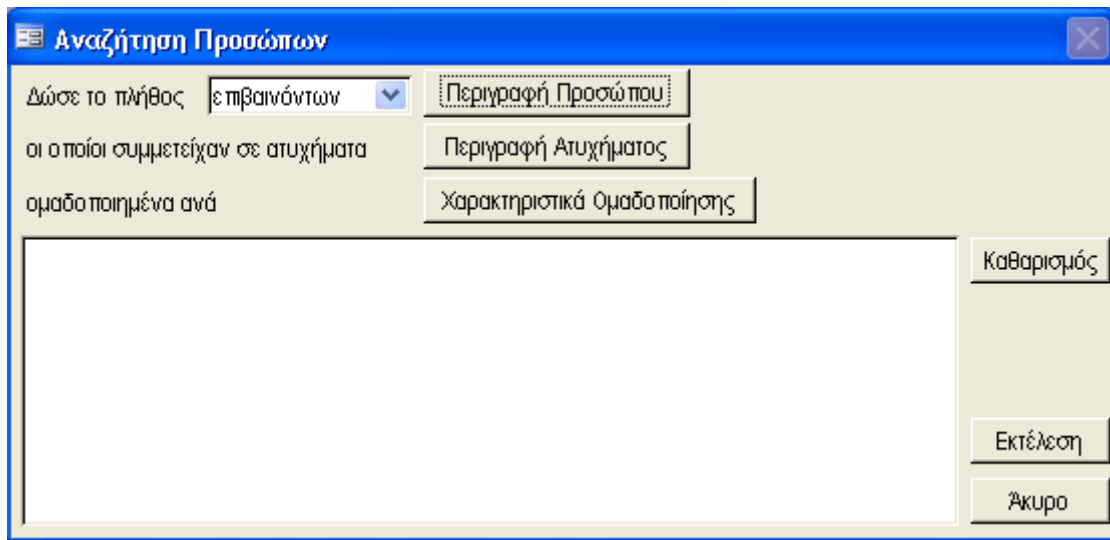 Αναζήτηση Προσώπων
Δώσε το πλήθος επιβαινόντων Περιγραφή Προσώπου
οι οποίοι συμμετείχαν σε ατυχήματα Περιγραφή Ατυχήματος
ομαδοποιημένα ανά Χαρακτηριστικά Ομαδοποίησης
Καθαρισμός
Εκτέλεση
Άκυρο